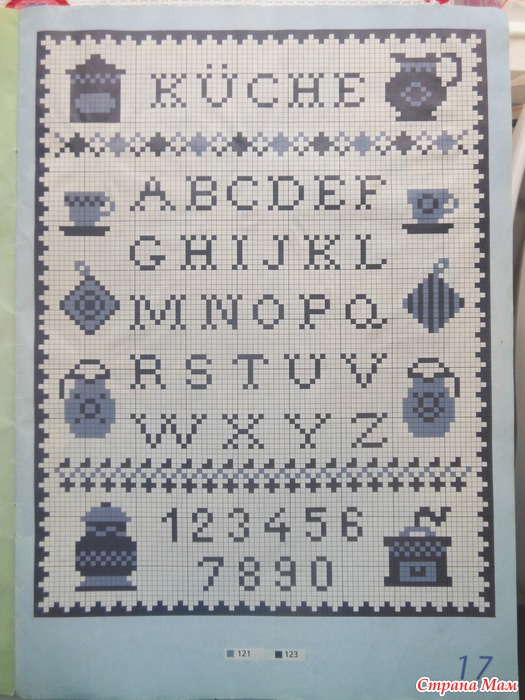 KÜCHE
ABCDEF
GHIJKL
MNOPQ
RSTUV
WXYZ
123456
7890
121 123
17
Страна Мам